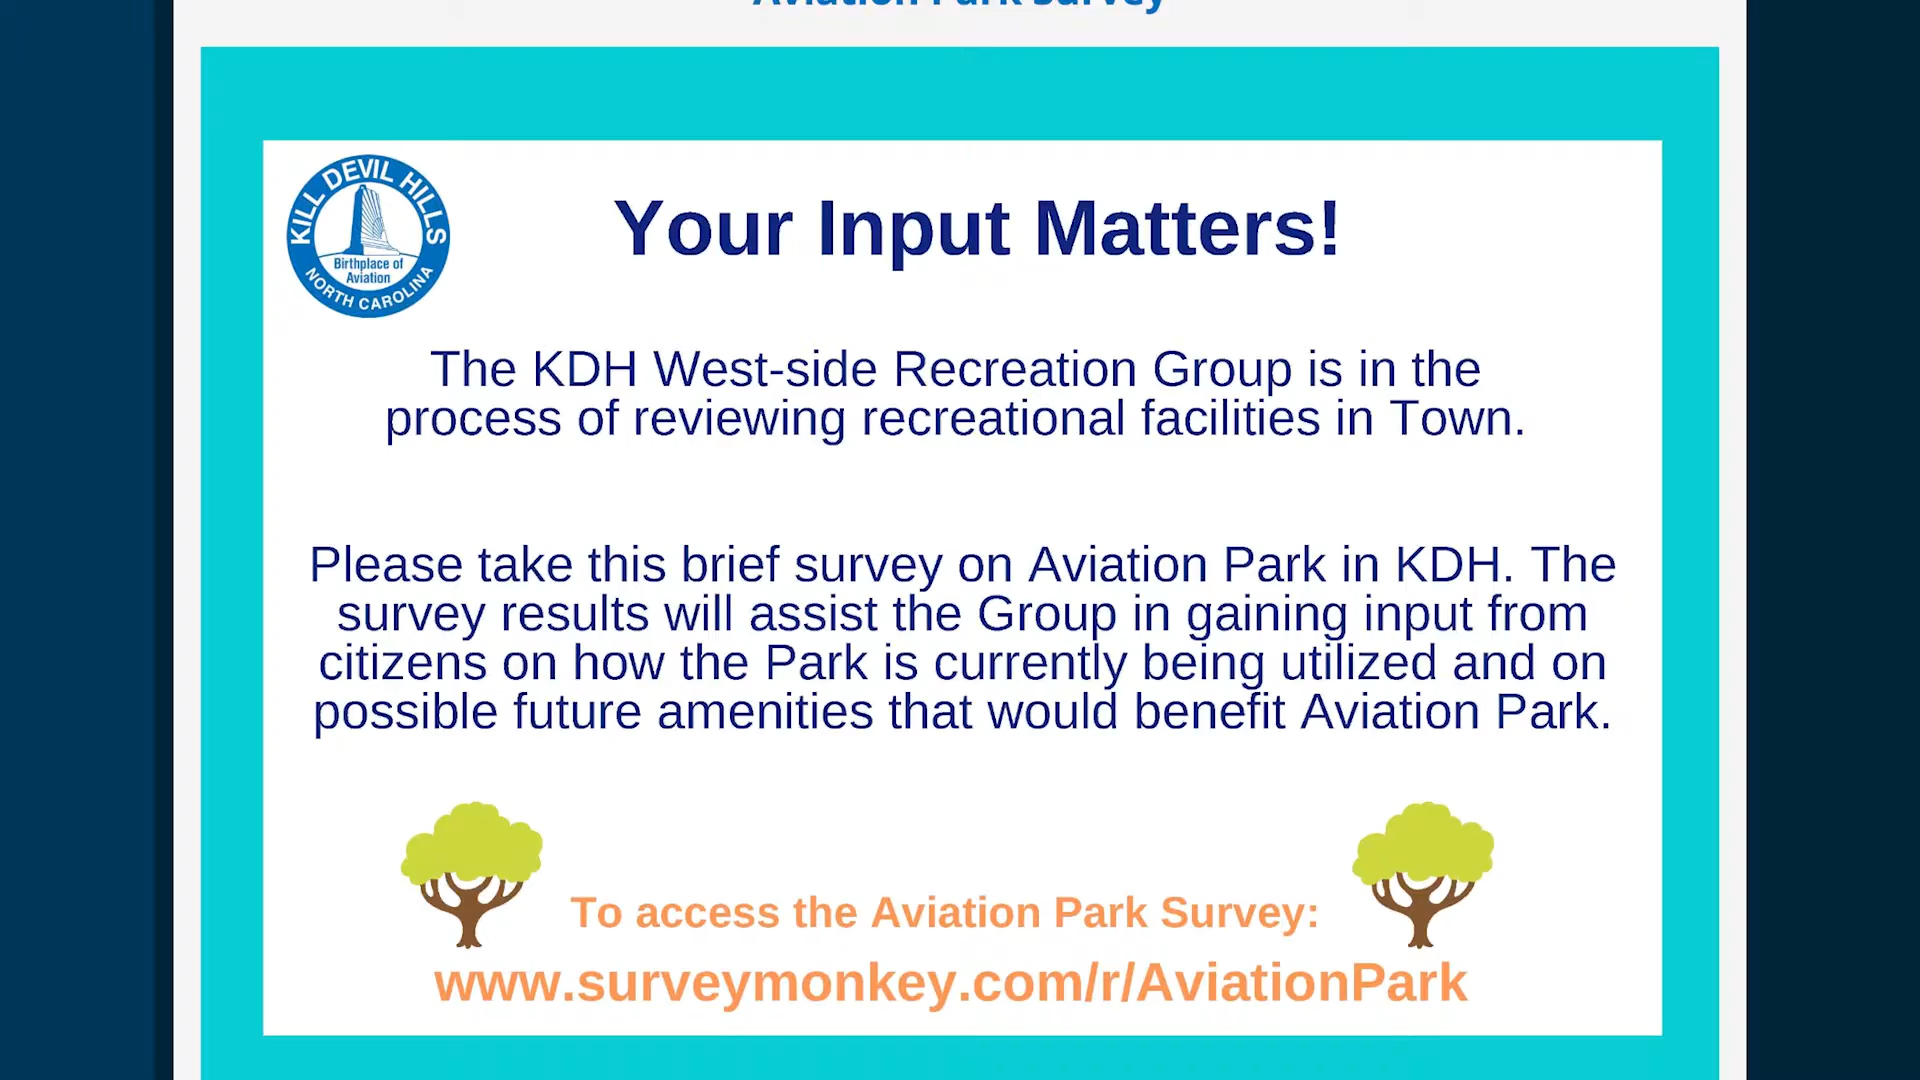 Aviation Park Survey
KILL DEVIL HILLS
Birthplace of
Aviation
NORTH CAROLINA
Your Input Matters!
The KDH West-side Recreation Group is in the
process of reviewing recreational facilities in Town.
Please take this brief survey on Aviation Park in KDH. The
survey results will assist the Group in gaining input from
citizens on how the Park is currently being utilized and on
possible future amenities that would benefit Aviation Park.
To access the Aviation Park Survey:
www.surveymonkey.com/r/AviationPark